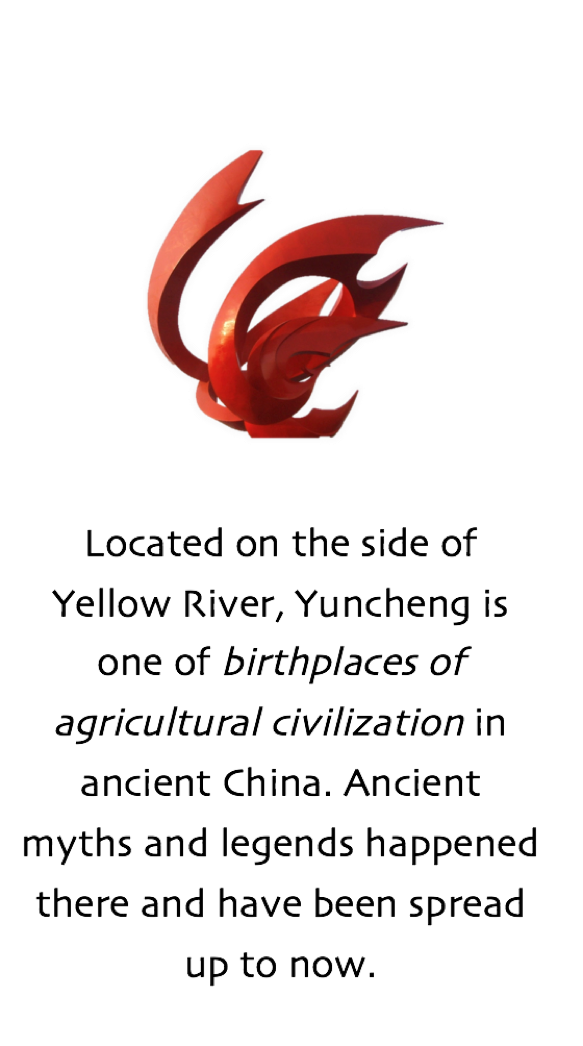 Located on the side of
Yellow River, Yuncheng is
one of birthplaces of
agricultural civilization in
ancient China. Ancient
myths and legends happened
there and have been spread
up to now.